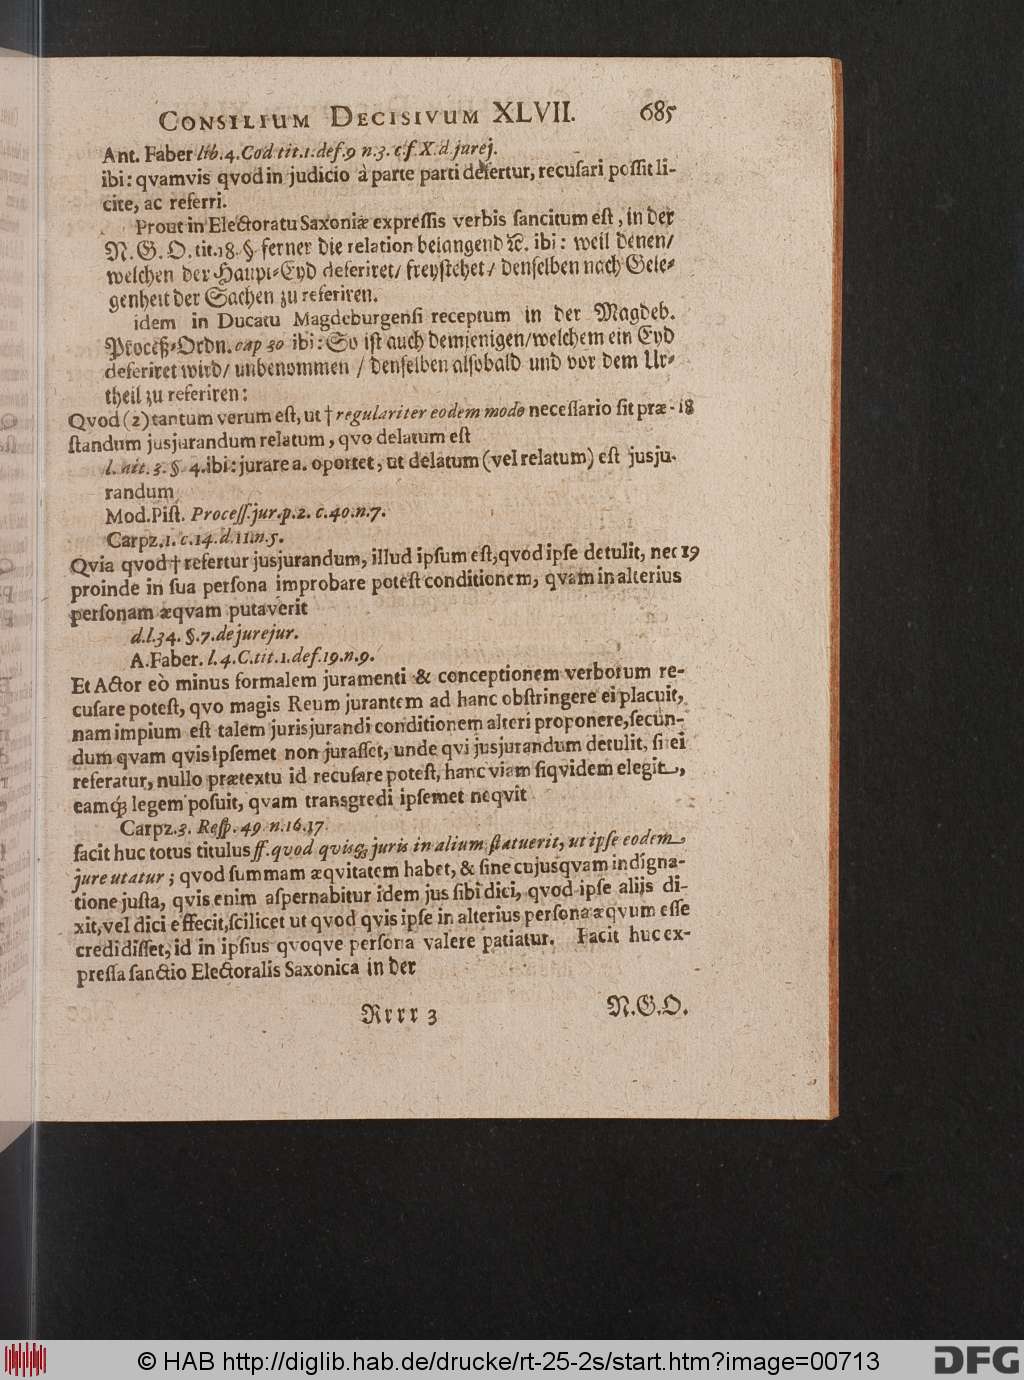 CONSILIUM DECISIVUM XLVII. 685
Ant. Faber lib. 4. Cod tit. 1. def. 9 n. 3. c f. X. d jurej.
ibi: qvamvis qvod in judicio à parte parti defertur, recusari possit li-
cite, ac referri.
Prout in Electoratu Saxoniæ expressis verbis sancitum est, in der
N. G. O. tit. 18. § ferner die relation belangend ꝛc. ibi: weil denen/
welchen der Haupt-Eyd deferiret/ freystehet/ denselben nach Gele-
genheit der Sachen zu referiren.
idem in Ducatu Magdeburgensi receptum in der Magdeb.
Proceß-Ordn. cap 30 ibi: So ist auch demjenigen/welchem ein Eyd
deferiret wird/ unbenommen / denselben alsobald und vor dem Ur-
theil zu referiren:
Qvod (2) tantum verum est, ut † regulariter eodem modo necessario sit præ- 18
standum jusjurandum relatum, qvo delatum est
l. ait. 3. § 4. ibi: jurare a. oportet, ut delatum (vel relatum) est jusju-
randum
Mod. Pist. Process. jur. p. 2. c. 40. n. 7.
Carpz. 1. c. 14. d. 11. n. 5.
Qvia qvod † refertur jusjurandum, illud ipsum est, qvod ipse detulit, nec 19
proinde in sua persona improbare potest conditionem, qvam in alterius
personam æqvam putaverit
d. l. 34. §. 7. de jurejur.
A. Faber. l. 4. C. tit. 1. def. 19. n. 9.
Et Actor eò minus formalem juramenti & conceptionem verborum re-
cusare potest, qvo magis Reum jurantem ad hanc obstringere ei placuit,
nam impium est talem jurisjurandi conditionem alteri proponere, secun-
dum qvam qvis ipsemet non jurasset, unde qvi jusjurandum detulit, si ei
referatur, nullo prætextu id recusare potest, hanc viam siqvidem elegit,
eamq; legem posuit, qvam transgredi ipsemet neqvit
Carpz. 3. Resp. 49. n. 16. 17.
facit huc totus titulus ff. quod quisq; juris in alium statuerit, ut ipse eodem
jure utatur; qvod summam æqvitatem habet, & sine cujusqvam indigna-
tione justa, qvis enim aspernabitur idem jus sibi dici, qvod ipse aliis di-
xit, vel dici effecit, scilicet ut qvod qvis ipse in alterius persona æqvum esse
credidisset, id in ipsius qvoqve persona valere patiatur. Facit huc ex-
pressa sanctio Electoralis Saxonica in der
Rrrr 3 N. G. O.
© HAB http://diglib.hab.de/drucke/rt-25-2s/start.htm?image=00713
DFG